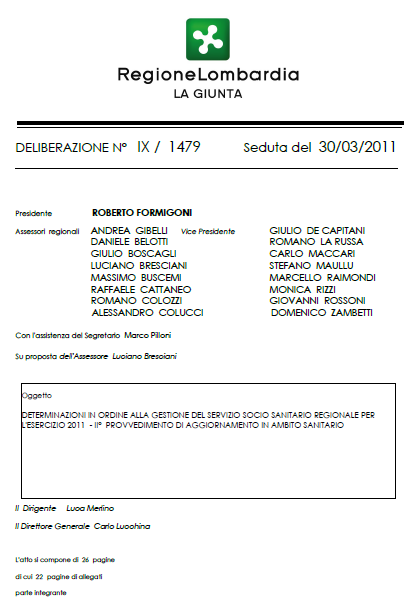 RegioneLombardia
LA GIUNTA
DELIBERAZIONE N° IX / 1479 Seduta del 30/03/2011
Presidente ROBERTO FORMIGONI
Assessori regionali ANDREA GIBELLI Vice Presidente GIULIO DE CAPITANI
DANIELE BELOTTI ROMANO LA RUSSA
GIULIO BOSCAGLI CARLO MACCARI
LUCIANO BRESCIANI STEFANO MAULLU
MASSIMO BUSCEMI MARCELLO RAIMONDI
RAFFAELE CATTANEO MONICA RIZZI
ROMANO COLOZZI GIOVANNI ROSSONI
ALESSANDRO COLUCCI DOMENICO ZAMBETTI
Con l'assistenza del Segretario Marco Pilloni
Su proposta dell'Assessore Luciano Bresciani
Oggetto
DETERMINAZIONI IN ORDINE ALLA GESTIONE DEL SERVIZIO SOCIO SANITARIO REGIONALE PER
L'ESERCIZIO 2011 - II° PROVVEDIMENTO DI AGGIORNAMENTO IN AMBITO SANITARIO
Il Dirigente Luca Merlino
Il Direttore Generale Carlo Lucchina
L'atto si compone di 26 pagine
di cui 22 pagine di allegati
parte integrante